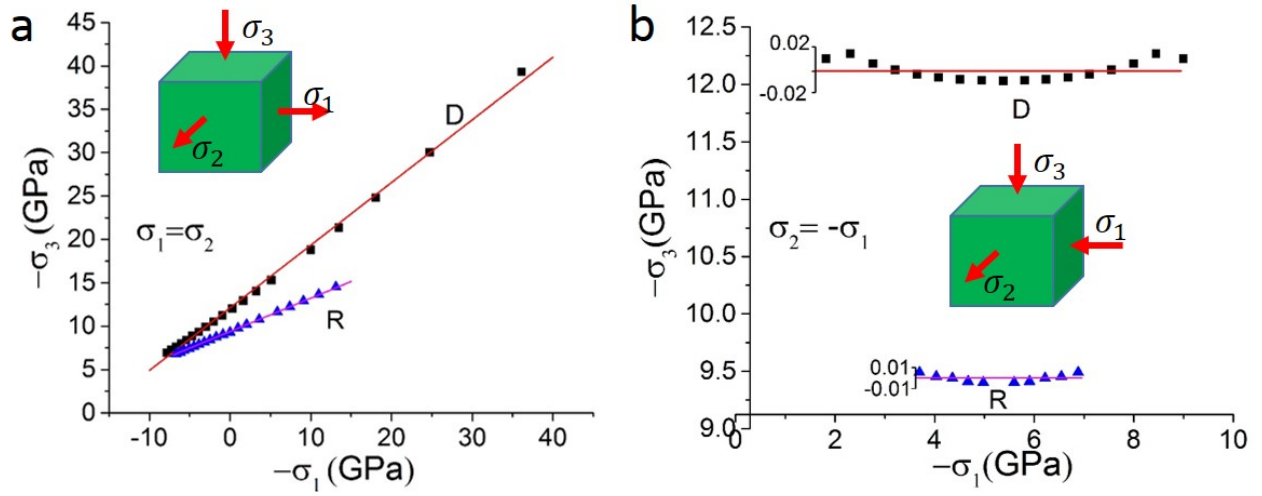 a
45
40
35
30
25
20
15
10
5
0
−σ₃ (GPa)
σ₃
σ₁
σ₂
σ₁=σ₂
D
R
-10 0 10 20 30 40
−σ₁ (GPa)
b
12.5
12.0
11.5
11.0
10.5
10.0
9.5
9.0
−σ₃(GPa)
0.02
-0.02
D
σ₂= -σ₁
σ₃
σ₁
σ₂
0.01
-0.01
R
0 2 4 6 8 10
−σ₁(GPa)